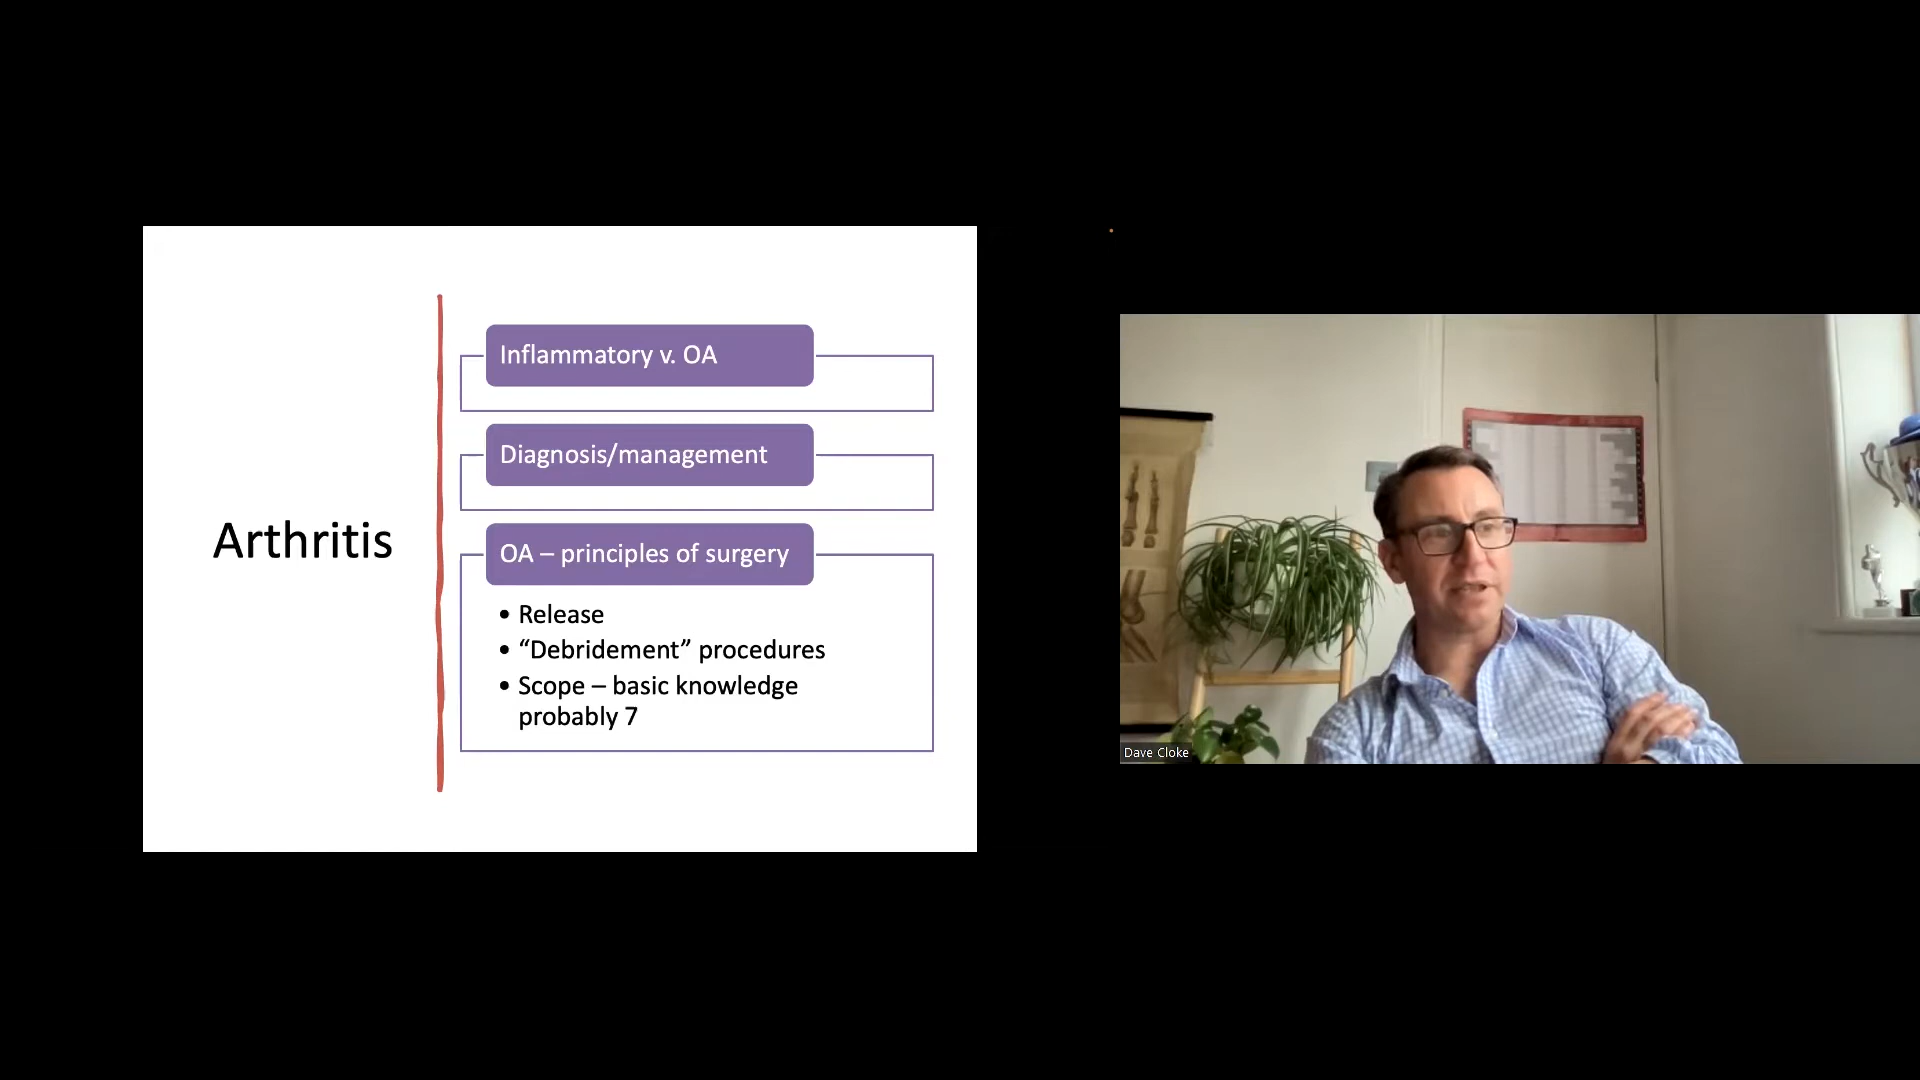 Arthritis
Inflammatory v. OA
Diagnosis/management
OA – principles of surgery
• Release
• “Debridement” procedures
• Scope – basic knowledge
probably 7
Dave Cloke